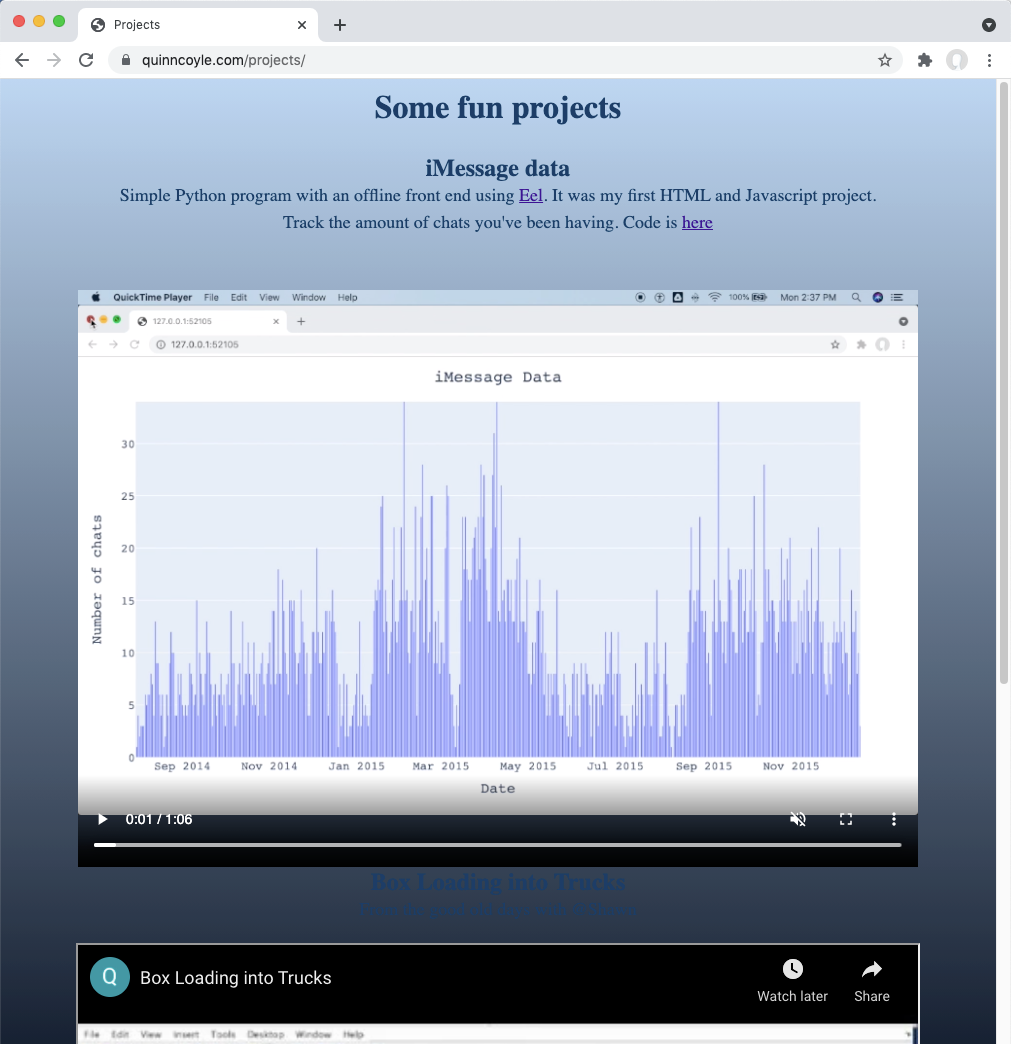 Projects
quinncoyle.com/projects/
Some fun projects
iMessage data
Simple Python program with an offline front end using Eel. It was my first HTML and Javascript project.
Track the amount of chats you've been having. Code is here
QuickTime Player File Edit View Window Help 100% Mon 2:37 PM
127.0.0.1:52105
127.0.0.1:52105
iMessage Data
Number of chats
30
25
20
15
10
5
0
Sep 2014 Nov 2014 Jan 2015 Mar 2015 May 2015 Jul 2015 Sep 2015 Nov 2015
Date
0:01 / 1:06
Box Loading into Trucks
Q Box Loading into Trucks
Watch later Share
File Edit View Insert Tools Desktop Window Help